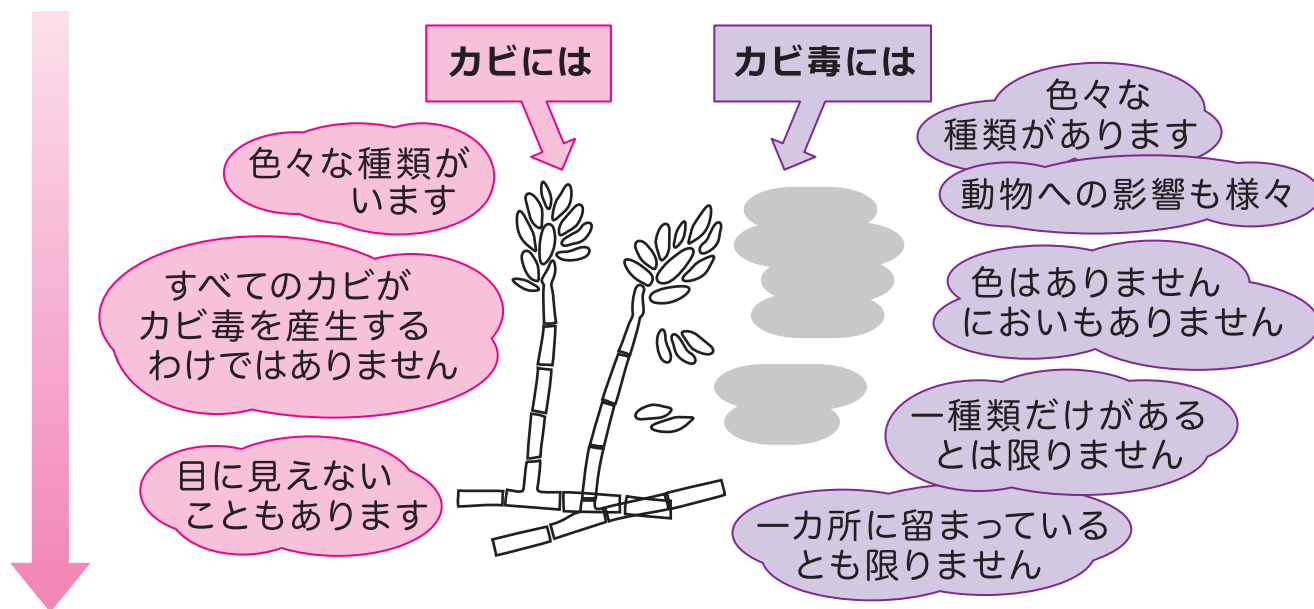 カビには
色々な種類が
います
すべてのカビが
カビ毒を産生する
わけではありません
目に見えない
こともあります
カビ毒には
色々な
種類があります
動物への影響も様々
色はありません
においもありません
一種類だけがある
とは限りません
一カ所に留まっている
とも限りません